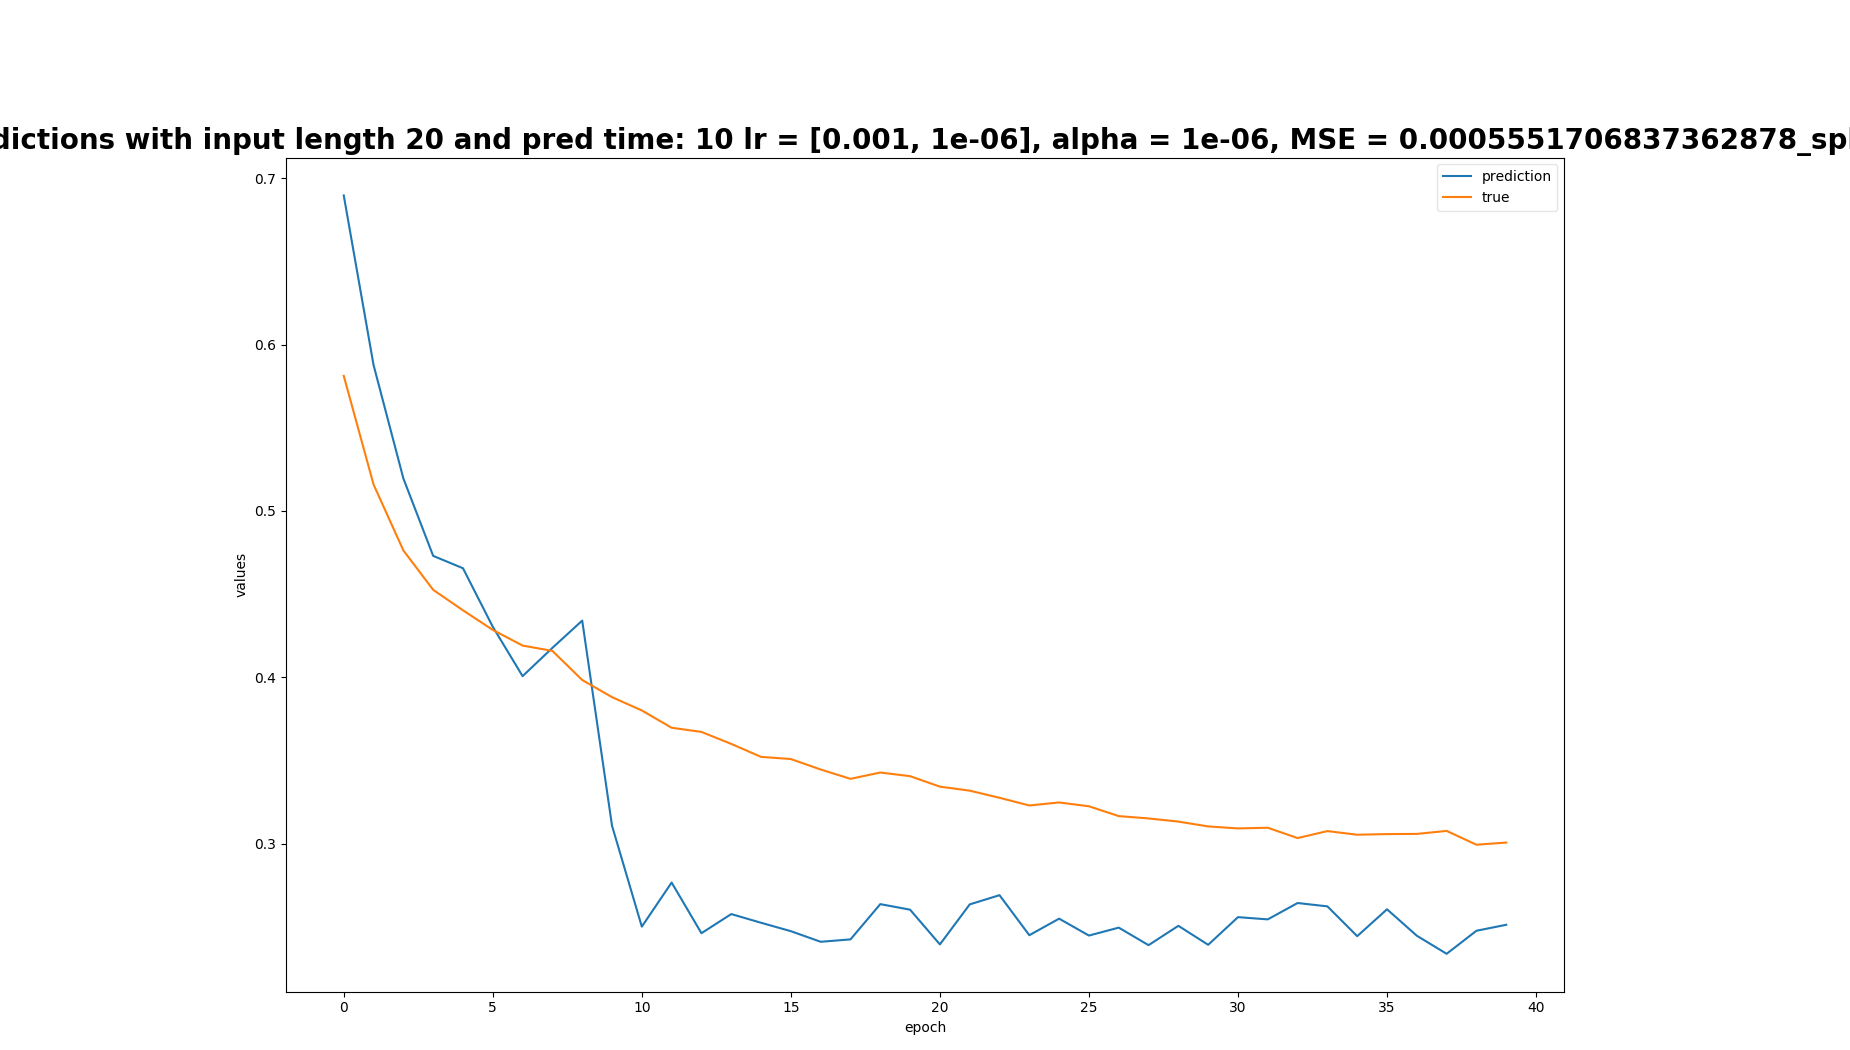 dictions with input length 20 and pred time: 10 lr = [0.001, 1e-06], alpha = 1e-06, MSE = 0.0005551706837362878_spl
prediction
true
0.7
0.6
0.5
0.4
0.3
values
0 5 10 15 20 25 30 35 40
epoch